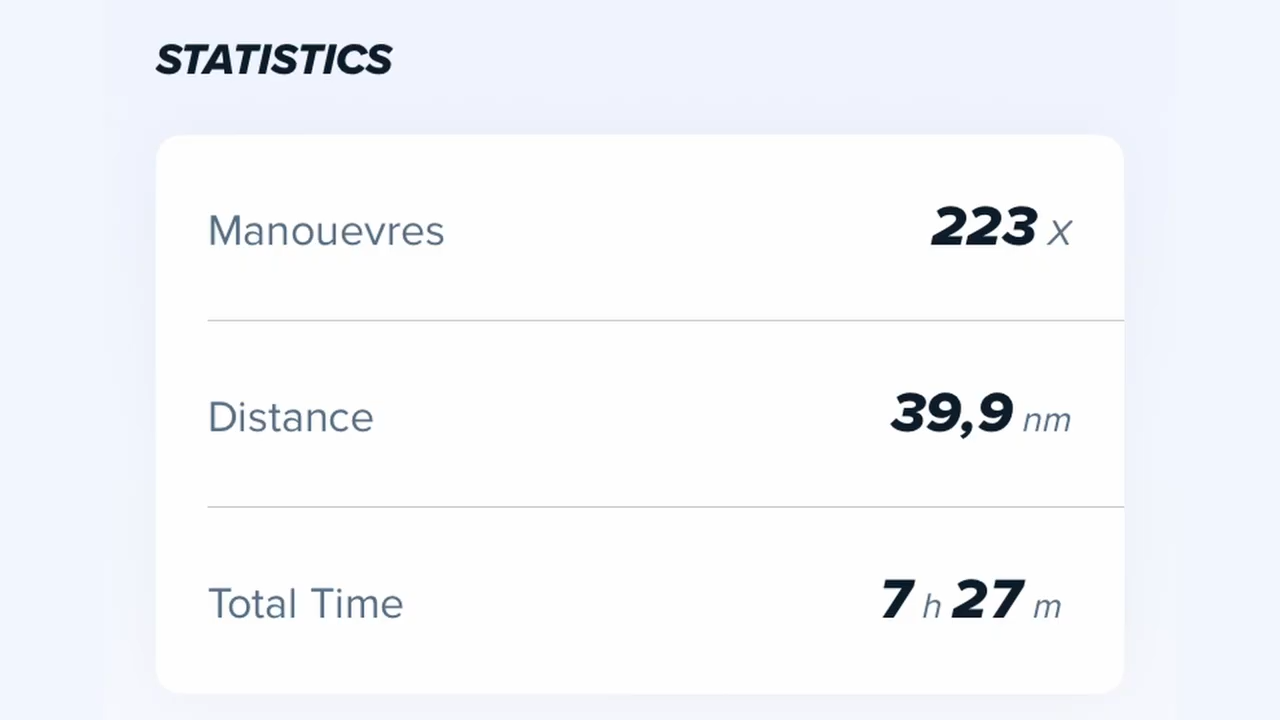 STATISTICS
Manouevres 223 X
Distance 39,9 nm
Total Time 7 h 27 m